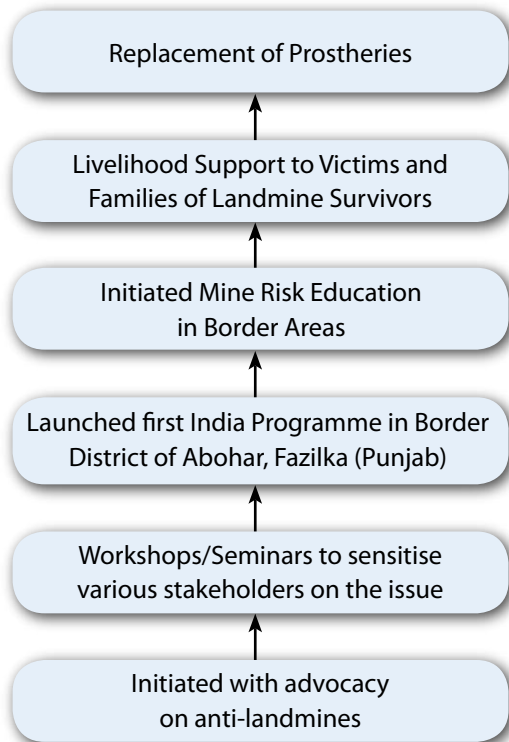 Replacement of Prostheries
Livelihood Support to Victims and
Families of Landmine Survivors
Initiated Mine Risk Education
in Border Areas
Launched first India Programme in Border
District of Abohar, Fazilka (Punjab)
Workshops/Seminars to sensitise
various stakeholders on the issue
Initiated with advocacy
on anti-landmines